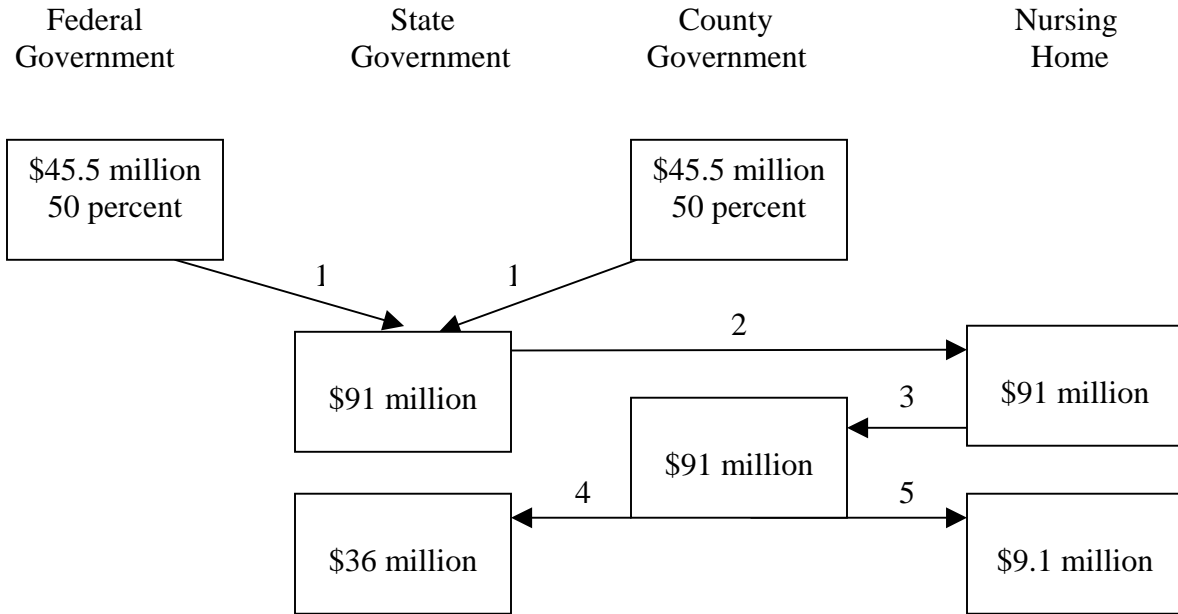 Federal
Government
State
Government
County
Government
Nursing
Home
$45.5 million
50 percent
$45.5 million
50 percent
1
1
2
$91 million
$91 million
3
$91 million
4
5
$36 million
$9.1 million